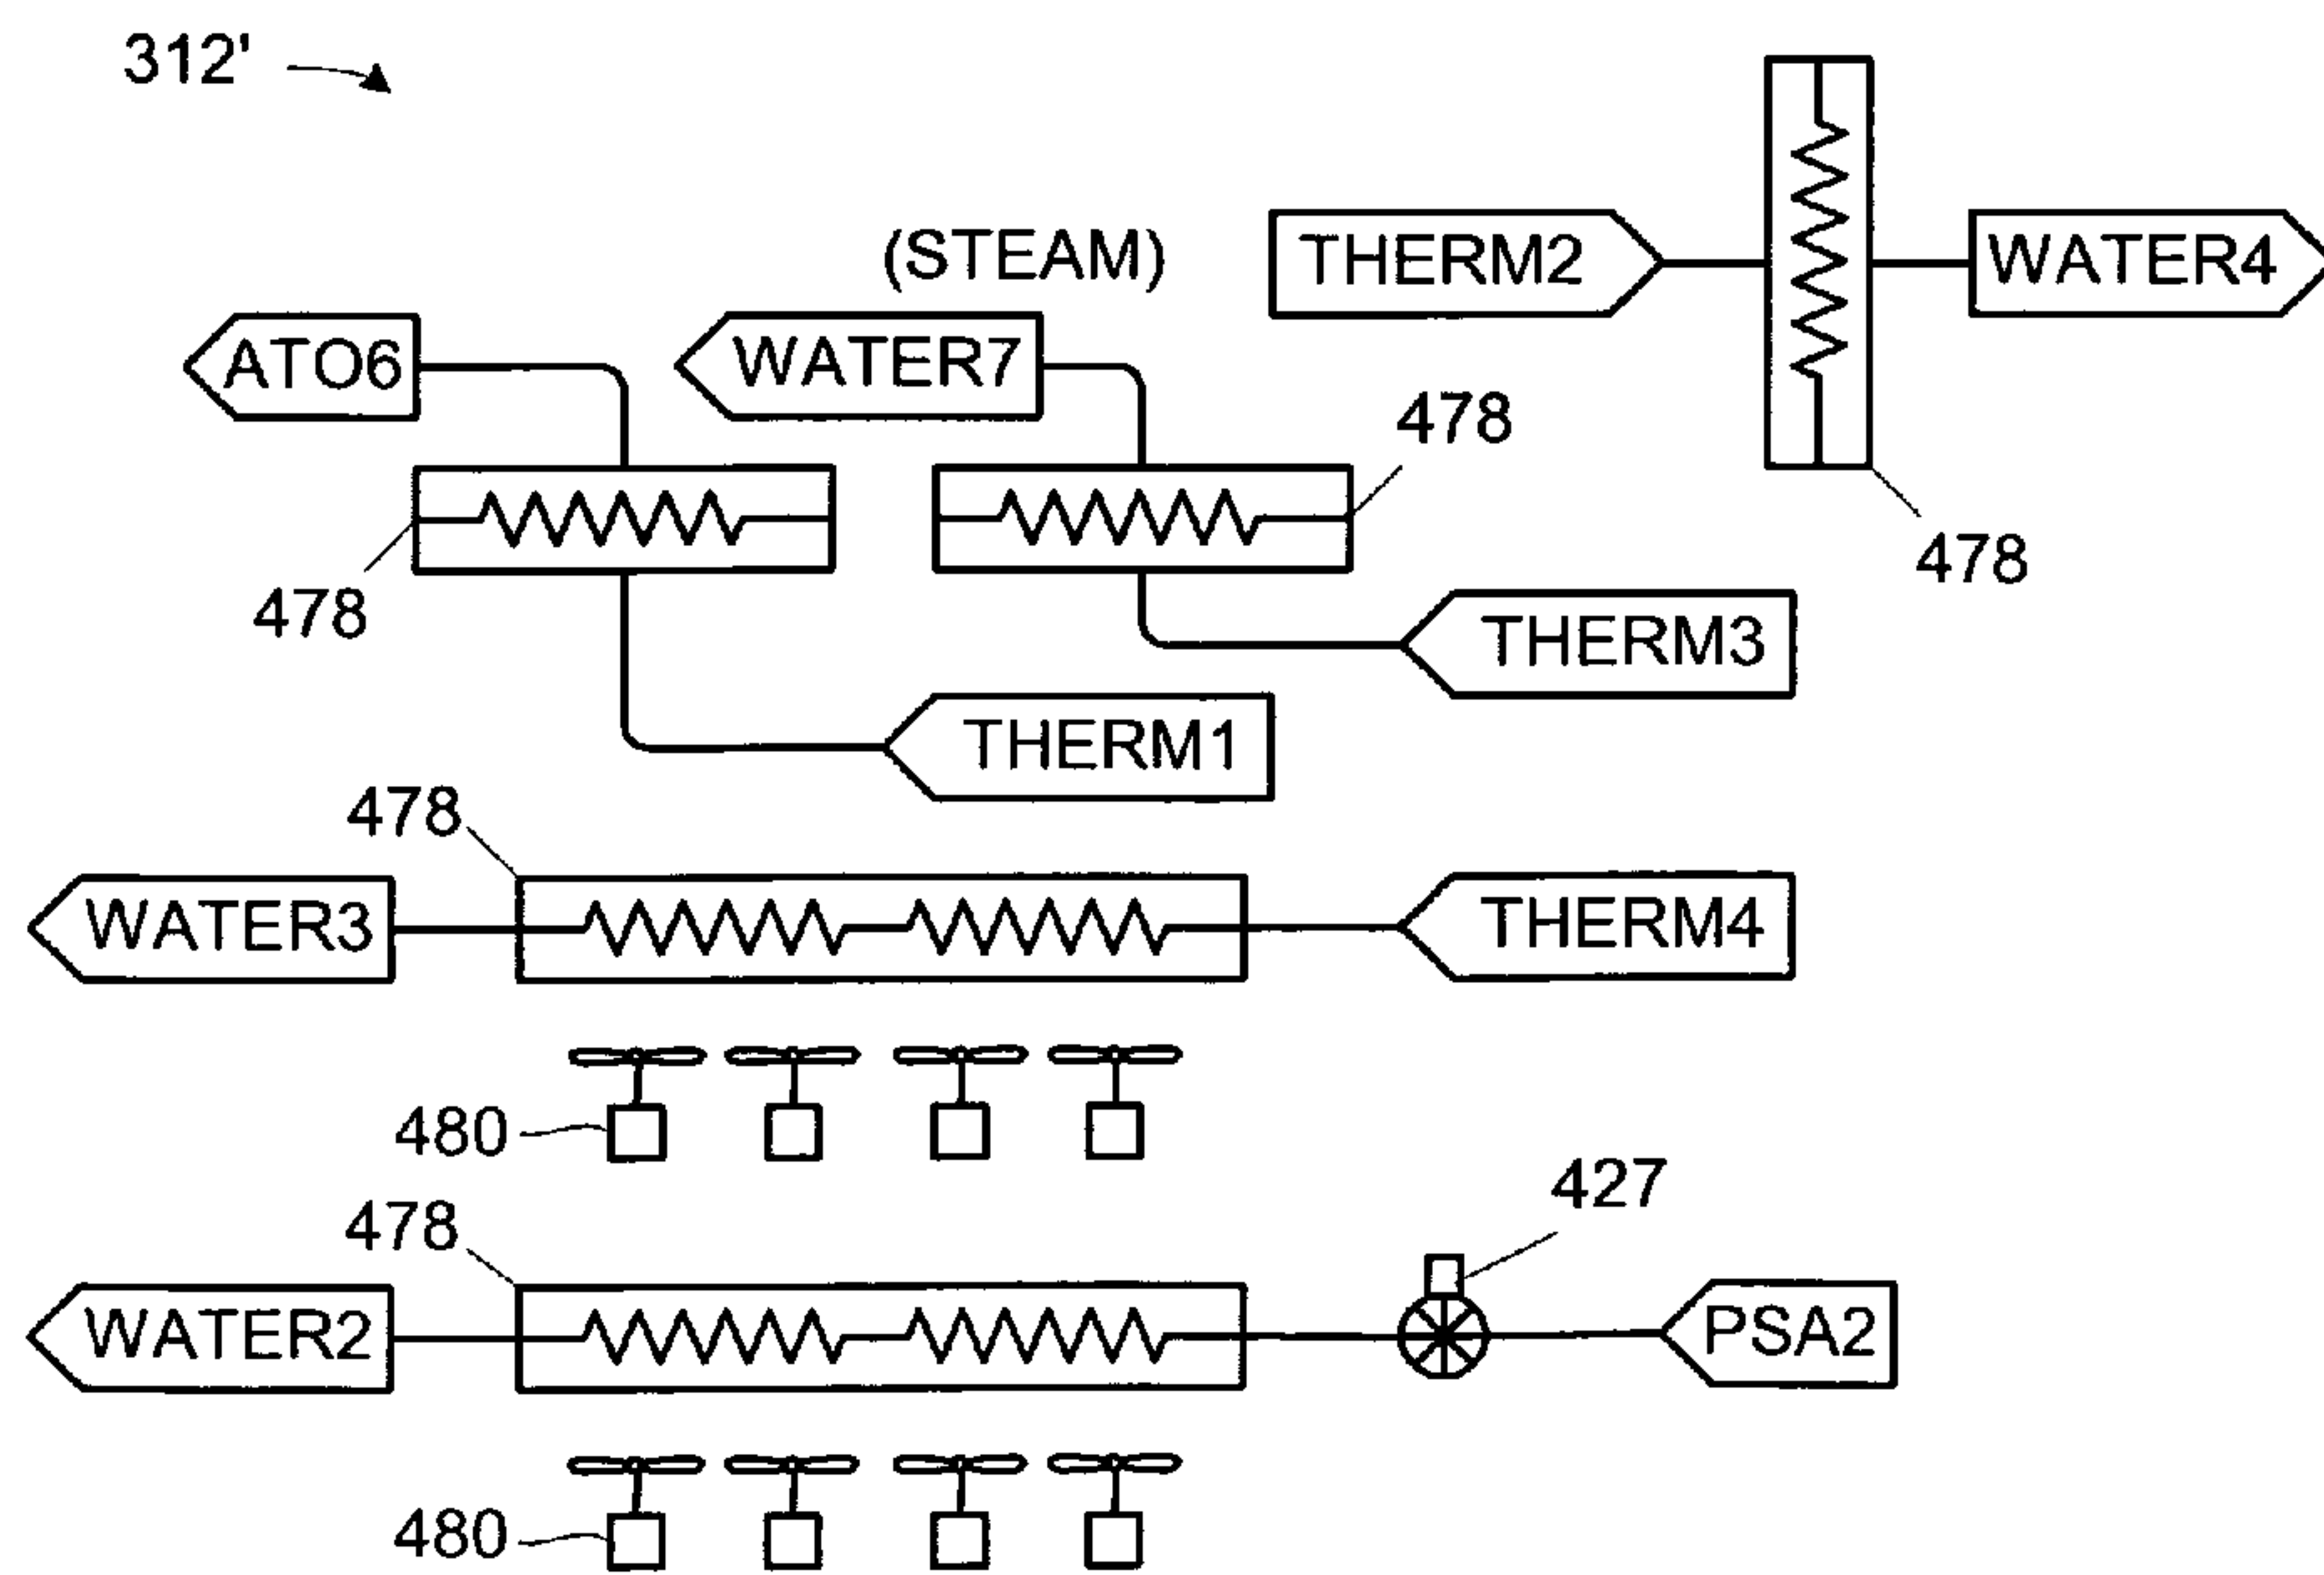 312'
(STEAM)
THERM2
WATER4
ATO6
WATER7
478
478
478
THERM3
THERM1
478
WATER3
THERM4
480
427
478
WATER2
PSA2
480